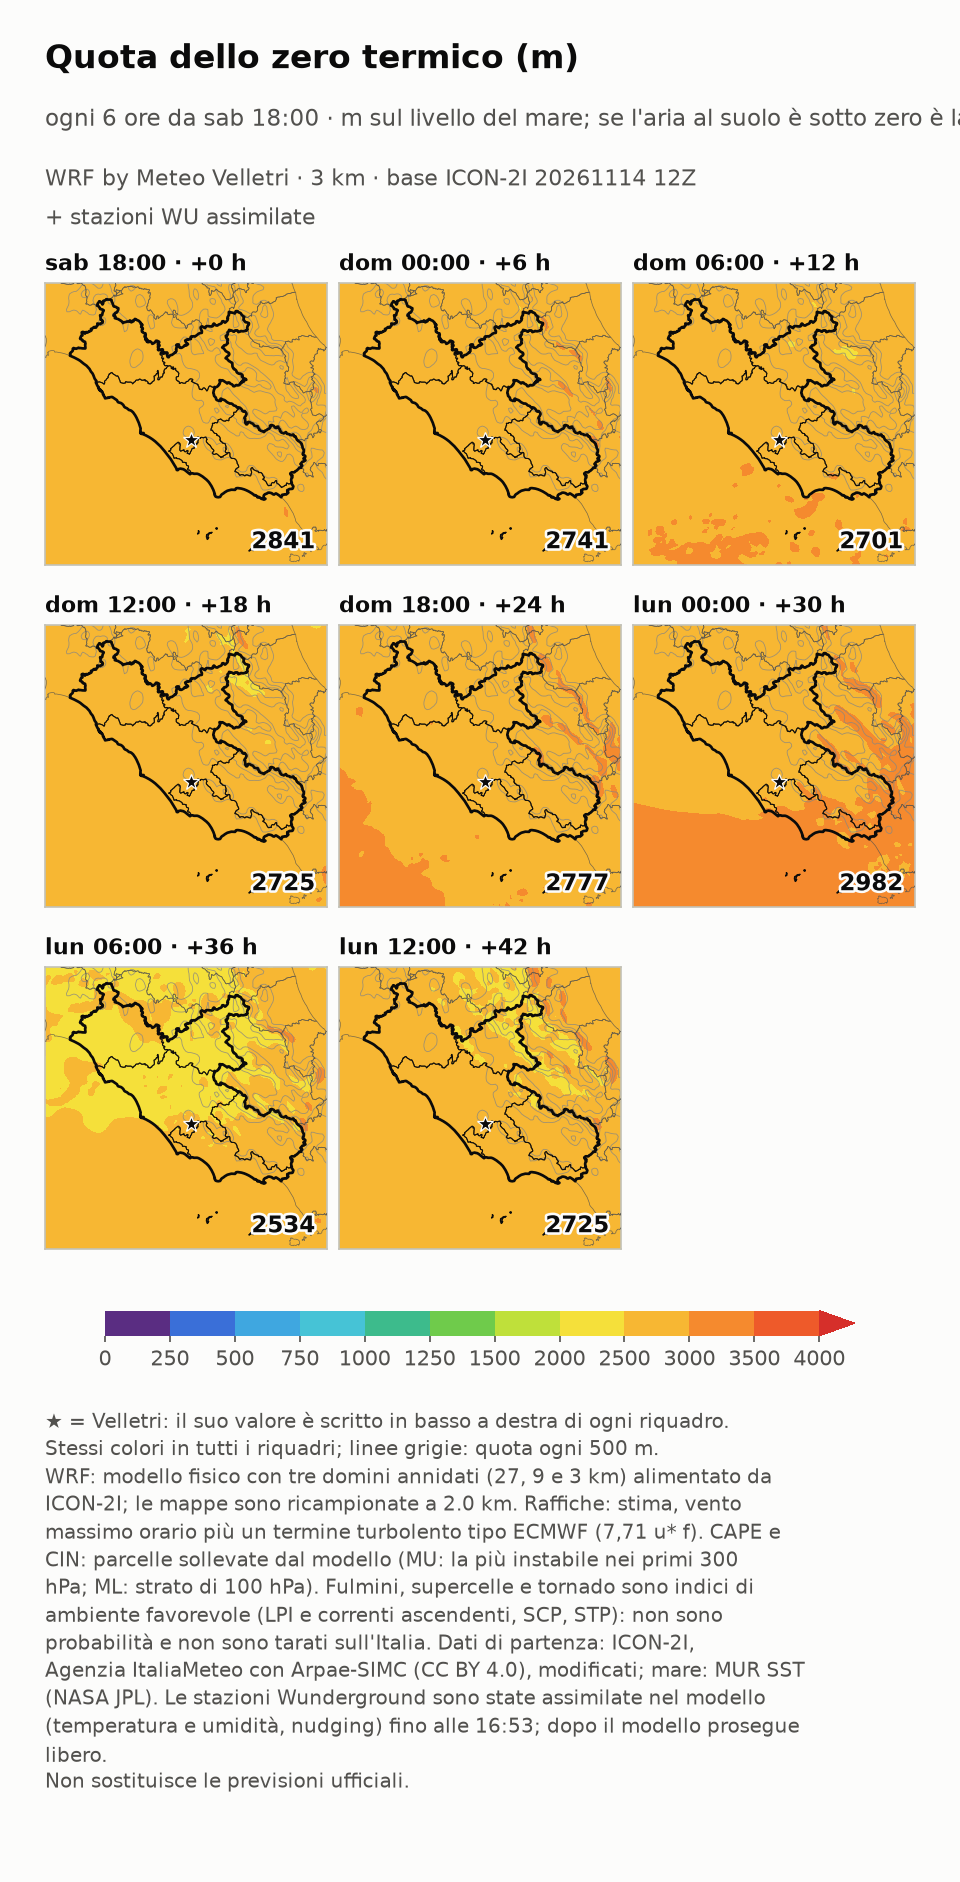 Quota dello zero termico (m)
ogni 6 ore da sab 18:00 · m sul livello del mare; se l'aria al suolo è sotto zero è
WRF by Meteo Velletri · 3 km · base ICON-2I 20261114 12Z
+ stazioni WU assimilate
sab 18:00 · +0 h
dom 00:00 · +6 h
dom 06:00 · +12 h
2841
2741
2701
dom 12:00 · +18 h
dom 18:00 · +24 h
lun 00:00 · +30 h
2725
2777
2982
lun 06:00 · +36 h
lun 12:00 · +42 h
2534
2725
0 250 500 750 1000 1250 1500 2000 2500 3000 3500 4000
★ = Velletri: il suo valore è scritto in basso a destra di ogni riquadro.
Stessi colori in tutti i riquadri; linee grigie: quota ogni 500 m.
WRF: modello fisico con tre domini annidati (27, 9 e 3 km) alimentato da
ICON-2I; le mappe sono ricampionate a 2.0 km. Raffiche: stima, vento
massimo orario più un termine turbolento tipo ECMWF (7,71 u* f). CAPE e
CIN: parcelle sollevate dal modello (MU: la più instabile nei primi 300
hPa; ML: strato di 100 hPa). Fulmini, supercelle e tornado sono indici di
ambiente favorevole (LPI e correnti ascendenti, SCP, STP): non sono
probabilità e non sono tarati sull'Italia. Dati di partenza: ICON-2I,
Agenzia ItaliaMeteo con Arpae-SIMC (CC BY 4.0), modificati; mare: MUR SST
(NASA JPL). Le stazioni Wunderground sono state assimilate nel modello
(temperatura e umidità, nudging) fino alle 16:53; dopo il modello prosegue
libero.
Non sostituisce le previsioni ufficiali.